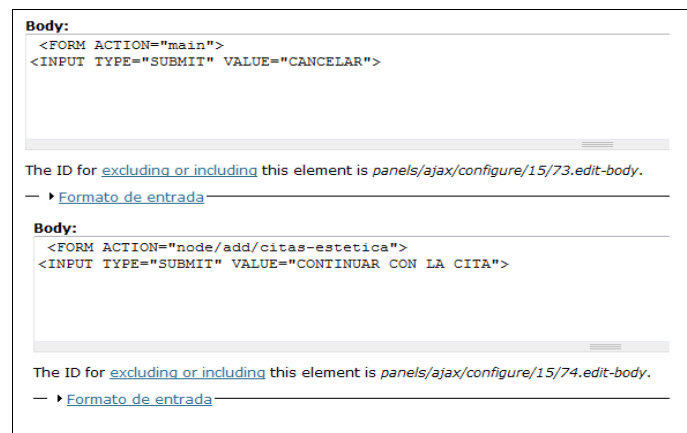 Body:
<FORM ACTION="main">
<INPUT TYPE="SUBMIT" VALUE="CANCELAR">
The ID for excluding or including this element is panels/ajax/configure/15/73.edit-body.
Formato de entrada
Body:
<FORM ACTION="node/add/citas-estetica">
<INPUT TYPE="SUBMIT" VALUE="CONTINUAR CON LA CITA">
The ID for excluding or including this element is panels/ajax/configure/15/74.edit-body.
Formato de entrada